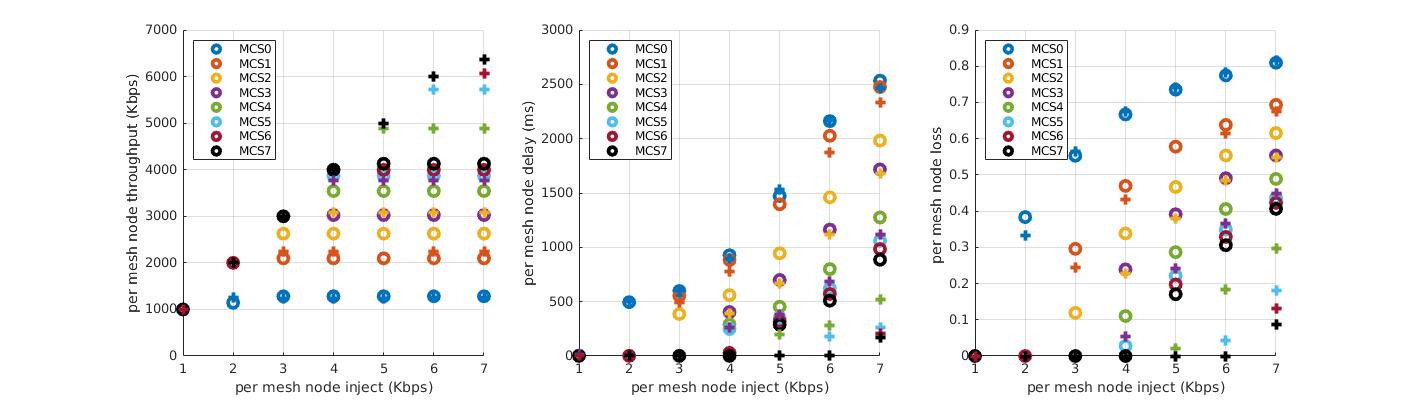 per mesh node throughput (Kbps)
7000
6000
5000
4000
3000
2000
1000
0
MCS0
MCS1
MCS2
MCS3
MCS4
MCS5
MCS6
MCS7
1 2 3 4 5 6 7
per mesh node inject (Kbps)
per mesh node delay (ms)
3000
2500
2000
1500
1000
500
0
MCS0
MCS1
MCS2
MCS3
MCS4
MCS5
MCS6
MCS7
1 2 3 4 5 6 7
per mesh node inject (Kbps)
per mesh node loss
0.9
0.8
0.7
0.6
0.5
0.4
0.3
0.2
0.1
0
MCS0
MCS1
MCS2
MCS3
MCS4
MCS5
MCS6
MCS7
1 2 3 4 5 6 7
per mesh node inject (Kbps)